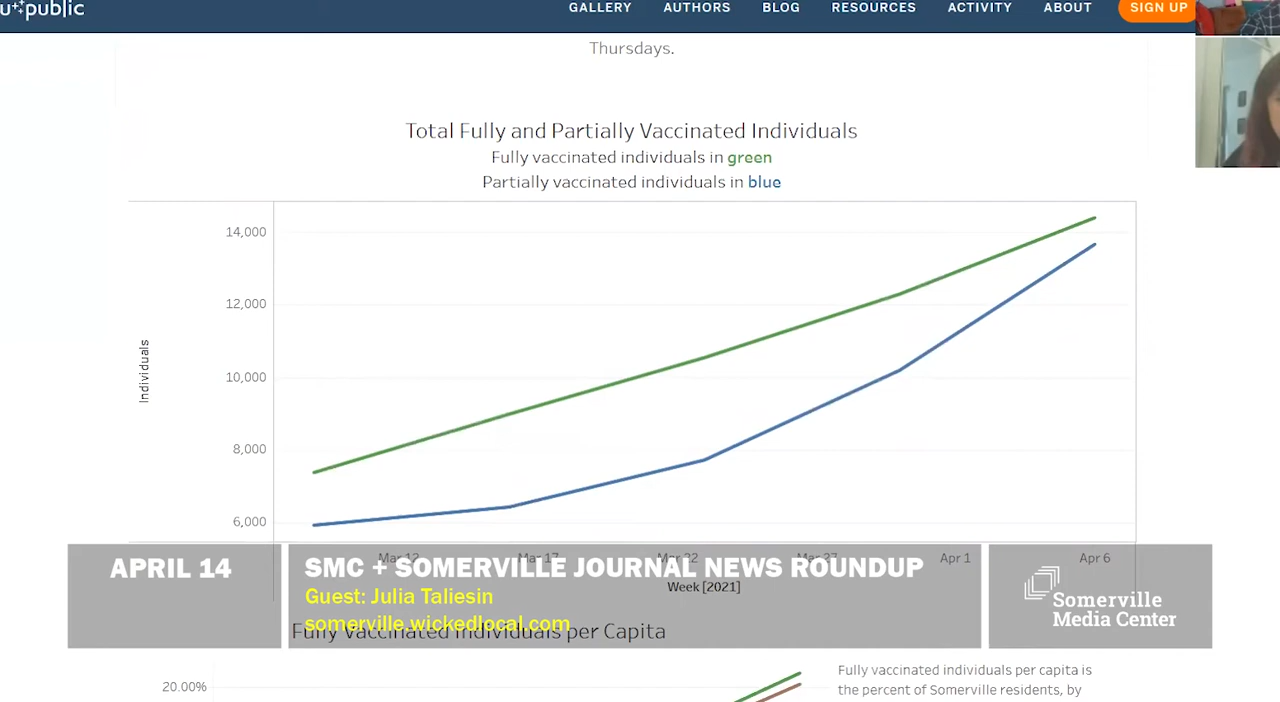 u++public
GALLERY AUTHORS BLOG RESOURCES ACTIVITY ABOUT SIGN UP
Thursdays.
Total Fully and Partially Vaccinated Individuals
Fully vaccinated individuals in green
Partially vaccinated individuals in blue
14,000
12,000
10,000
8,000
6,000
Individuals
Mar 12 Mar 17 Mar 22 Mar 27 Apr 1 Apr 6
Week [2021]
APRIL 14
SMC + SOMERVILLE JOURNAL NEWS ROUNDUP
Guest: Julia Taliesin
somerville.wickedlocal.com
Somerville
Media Center
Fully Vaccinated Individuals per Capita
20.00%
Fully vaccinated individuals per capita is
the percent of Somerville residents, by